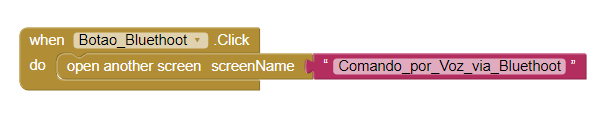 when Botao_Bluethoot .Click
do open another screen screenName " Comando_por_Voz_via_Bluethoot "